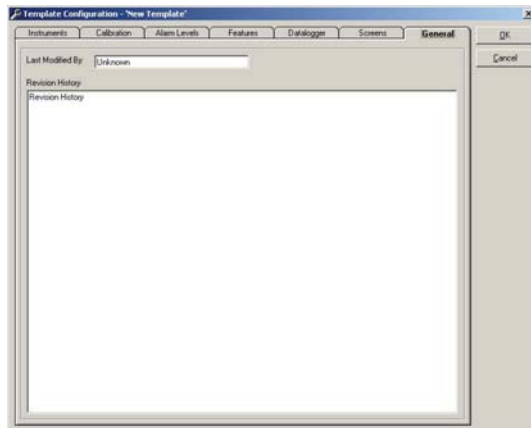 Template Configuration - 'New Template'
Instruments Calibration Alarm Levels Features Datalogger Screens General
OK
Last Modified By Unknown
Cancel
Revision History
Revision History